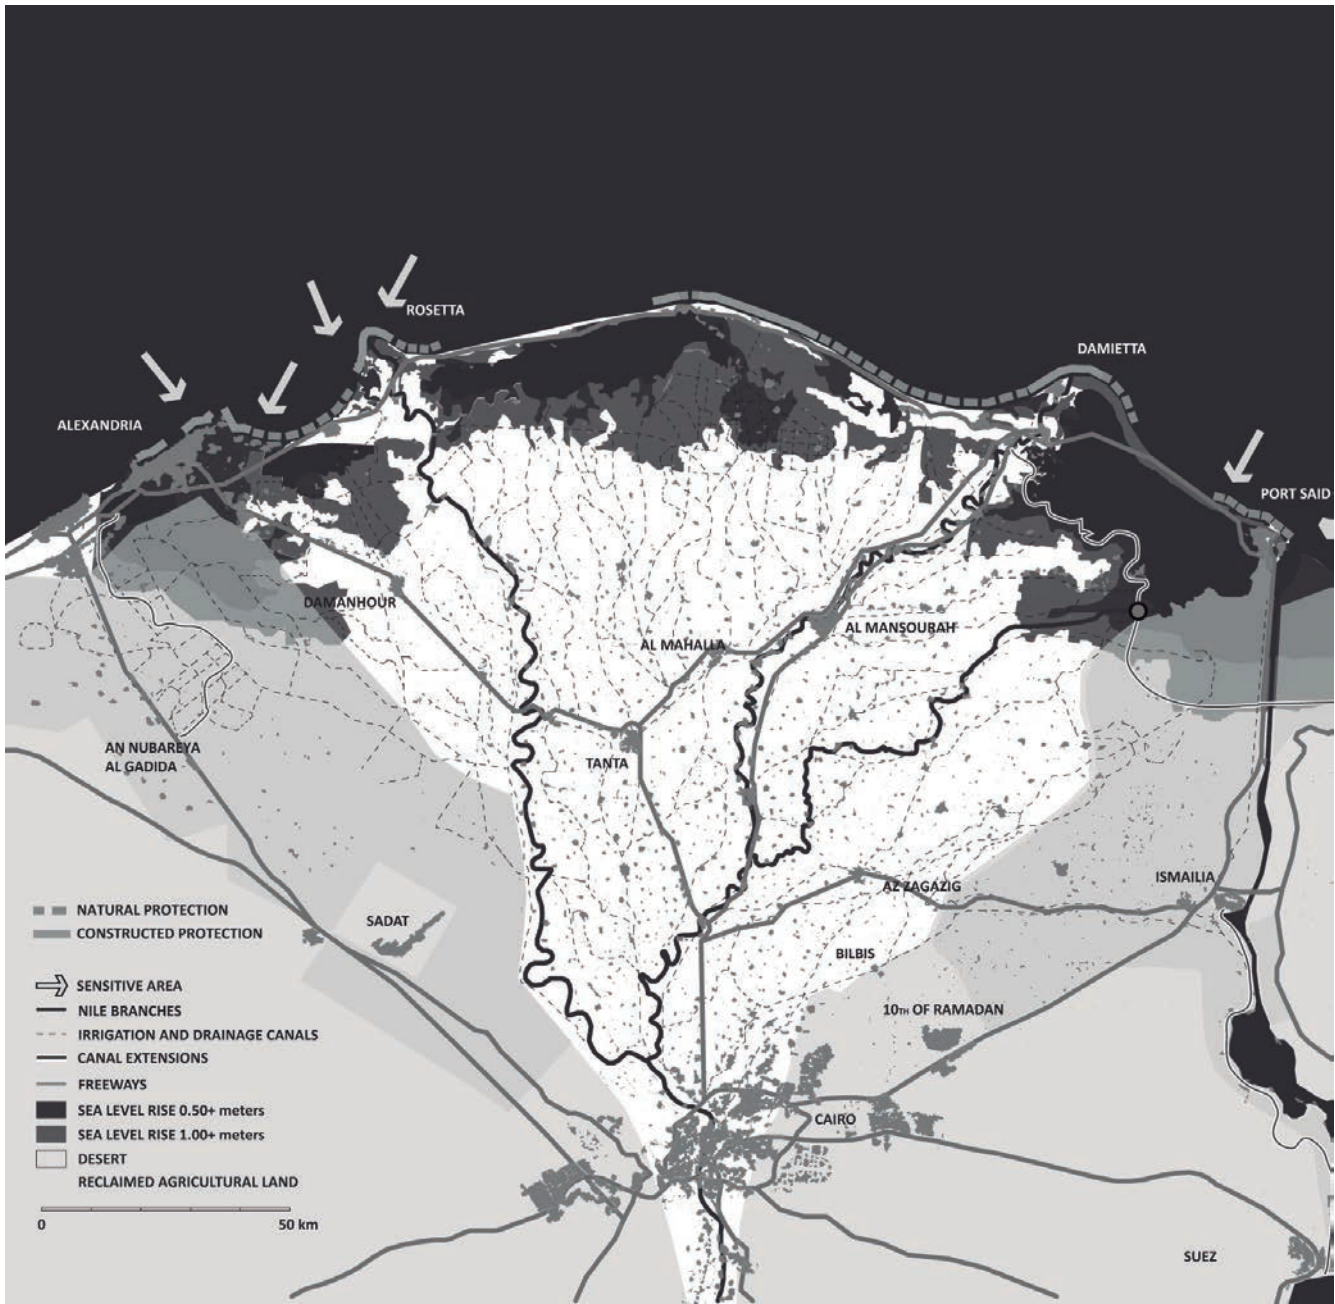 ROSETTA
DAMIETTA
ALEXANDRIA
PORT SAID
DAMANHOUR
AL MANSOURAH
AL MAHALLA
AN NUBAREYA
AL GADIDA
TANTA
ISMAILIA
AZ ZAGAZIG
SADAT
BILBIS
10TH OF RAMADAN
CAIRO
SUEZ
NATURAL PROTECTION
CONSTRUCTED PROTECTION
SENSITIVE AREA
NILE BRANCHES
IRRIGATION AND DRAINAGE CANALS
CANAL EXTENSIONS
FREEWAYS
SEA LEVEL RISE 0.50+ meters
SEA LEVEL RISE 1.00+ meters
DESERT
RECLAIMED AGRICULTURAL LAND
0 50 km